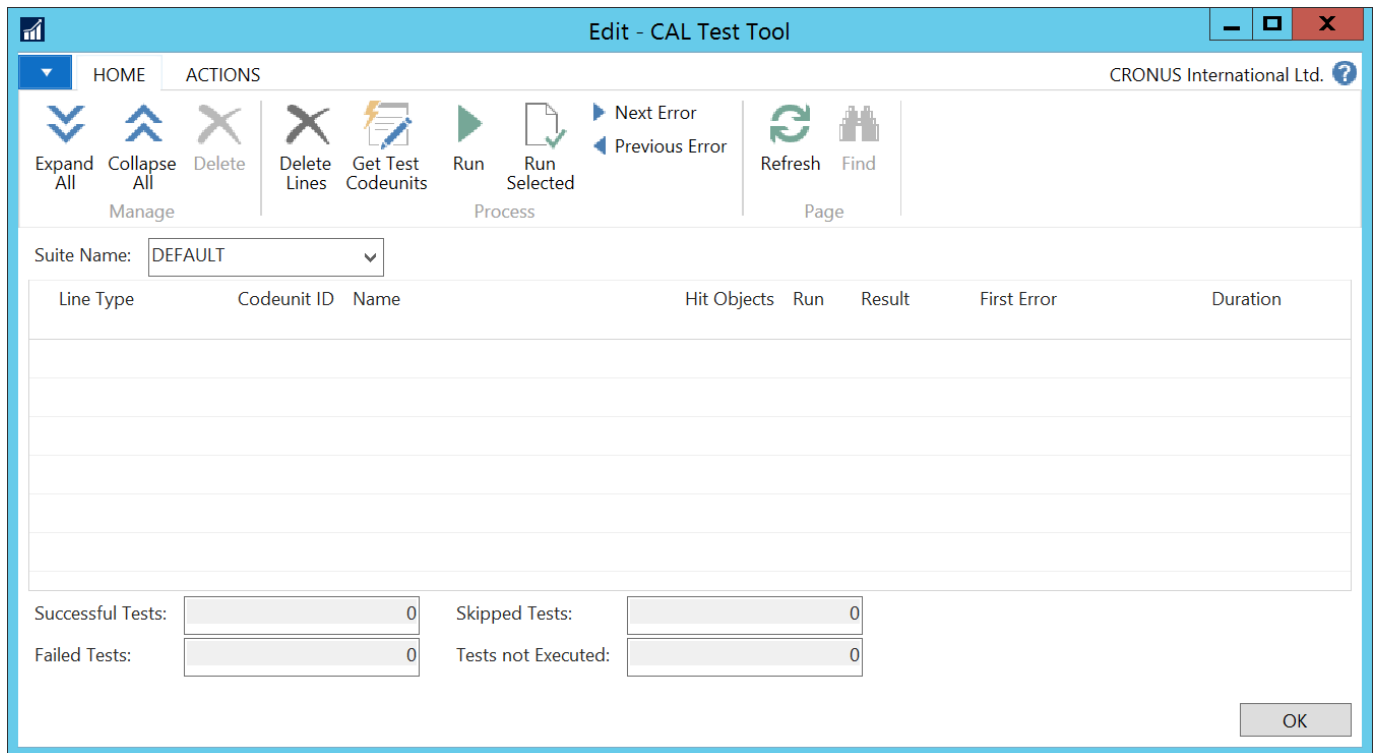 Edit - CAL Test Tool
HOME ACTIONS CRONUS International Ltd.
Expand All
Collapse All
Delete
Manage
Delete Lines
Get Test Codeunits
Run
Run Selected
Next Error
Previous Error
Process
Refresh
Find
Page
Suite Name: DEFAULT
Line Type Codeunit ID Name Hit Objects Run Result First Error Duration
Successful Tests: 0 Skipped Tests: 0
Failed Tests: 0 Tests not Executed: 0
OK